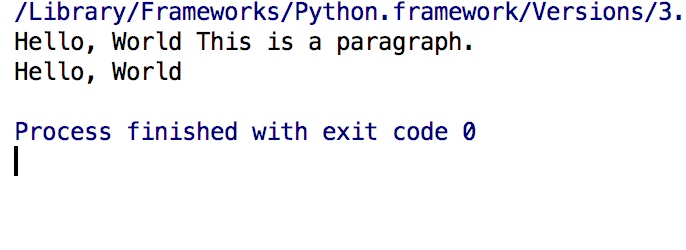 /Library/Frameworks/Python.framework/Versions/3.
Hello, World This is a paragraph.
Hello, World
Process finished with exit code 0